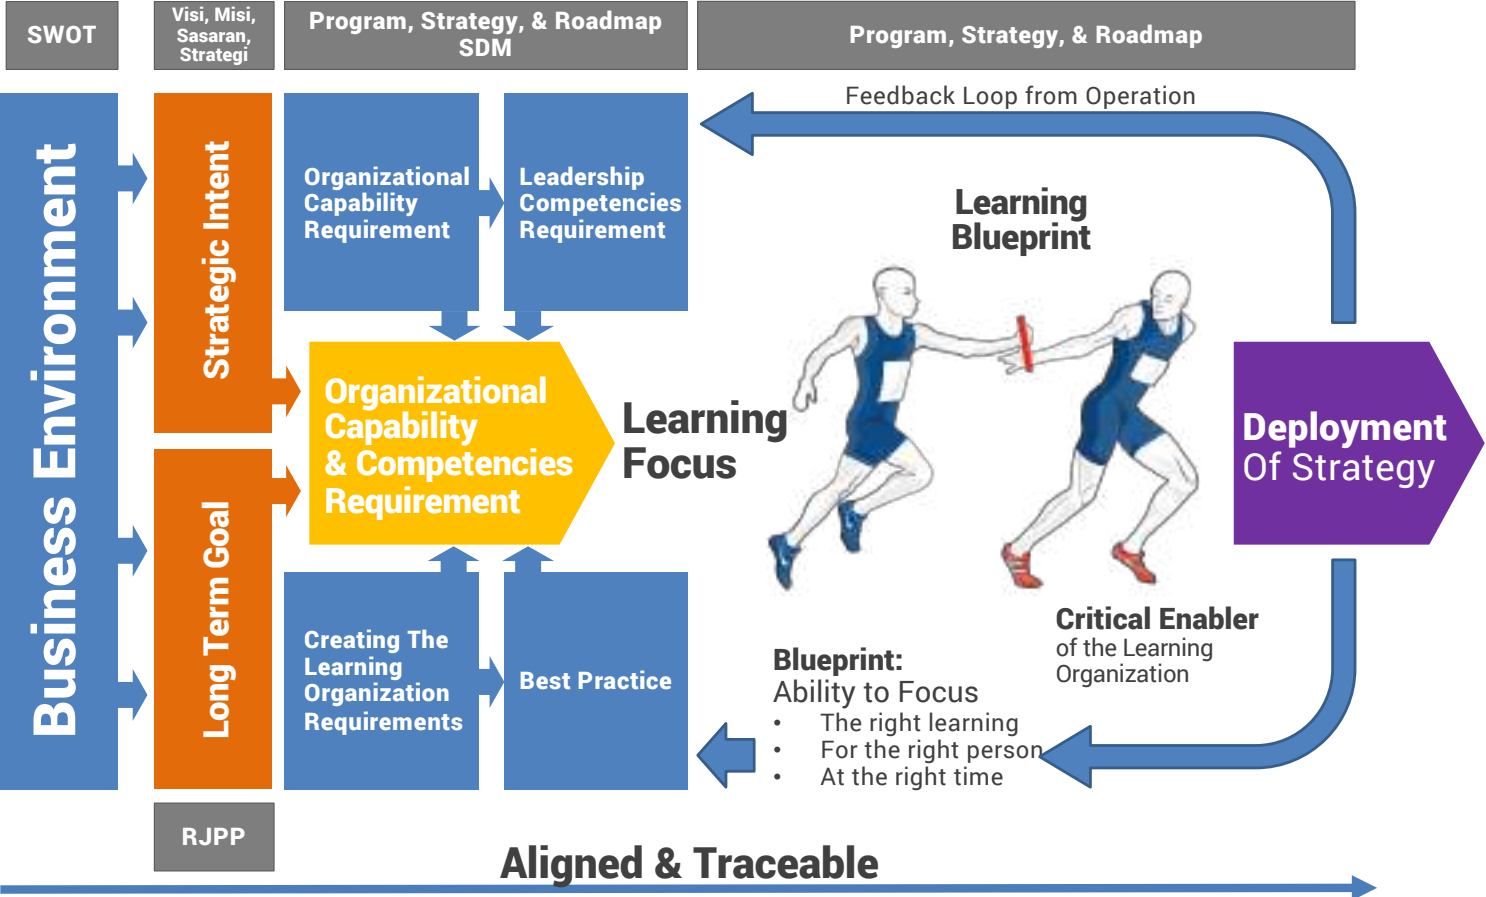 SWOT
Visi, Misi,
Sasaran,
Strategi
Program, Strategy, & Roadmap
SDM
Program, Strategy, & Roadmap
Feedback Loop from Operation
Business Environment
Strategic Intent
Long Term Goal
Organizational
Capability
Requirement
Leadership
Competencies
Requirement
Learning
Blueprint
Organizational
Capability
& Competencies
Requirement
Learning
Focus
Deployment
Of Strategy
Creating The
Learning
Organization
Requirements
Best Practice
Critical Enabler
of the Learning
Organization
Blueprint:
Ability to Focus
• The right learning
• For the right person
• At the right time
RJPP
Aligned & Traceable